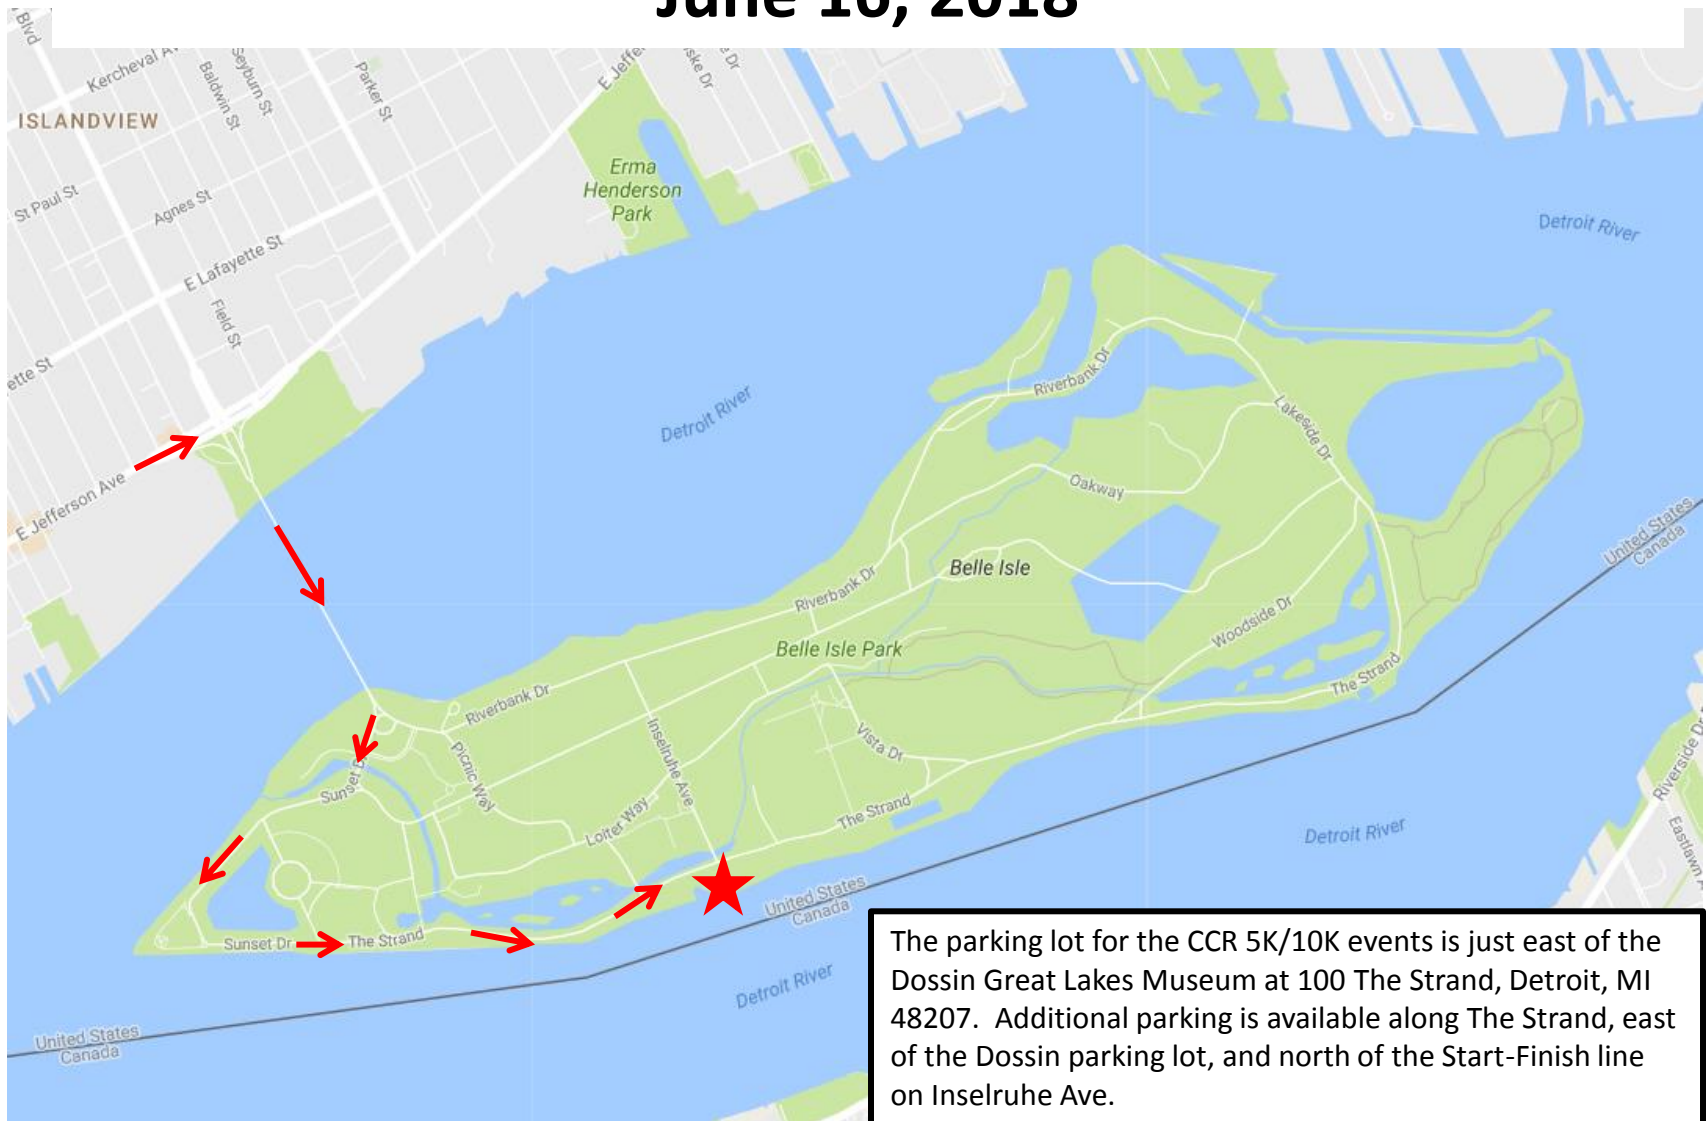 June 16, 2018
Blvd
Kercheval A
Baldwin St
Seyburn St
Parker St
E Jeffe
ske Dr
Dr
ISLANDVIEW
Erma
Henderson
Park
St Paul St
Agnes St
E Lafayette St
Field St
ette St
E Jefferson Ave
Detroit River
Detroit River
Riverbank Dr
Lakeside Dr
Oakway
United States
Canada
Belle Isle
Riverbank Dr
Woodside Dr
Belle Isle Park
The Strand
Riverbank Dr
Inselruhe Ave
Vista Dr
Picnic Way
Sunset D
Loiter Way
The Strand
Riverside Dr
Eastlawn A
Detroit River
United States
Canada
Sunset Dr
The Strand
Detroit River
United States
Canada
The parking lot for the CCR 5K/10K events is just east of the
Dossin Great Lakes Museum at 100 The Strand, Detroit, MI
48207.  Additional parking is available along The Strand, east
of the Dossin parking lot, and north of the Start-Finish line
on Inselruhe Ave.